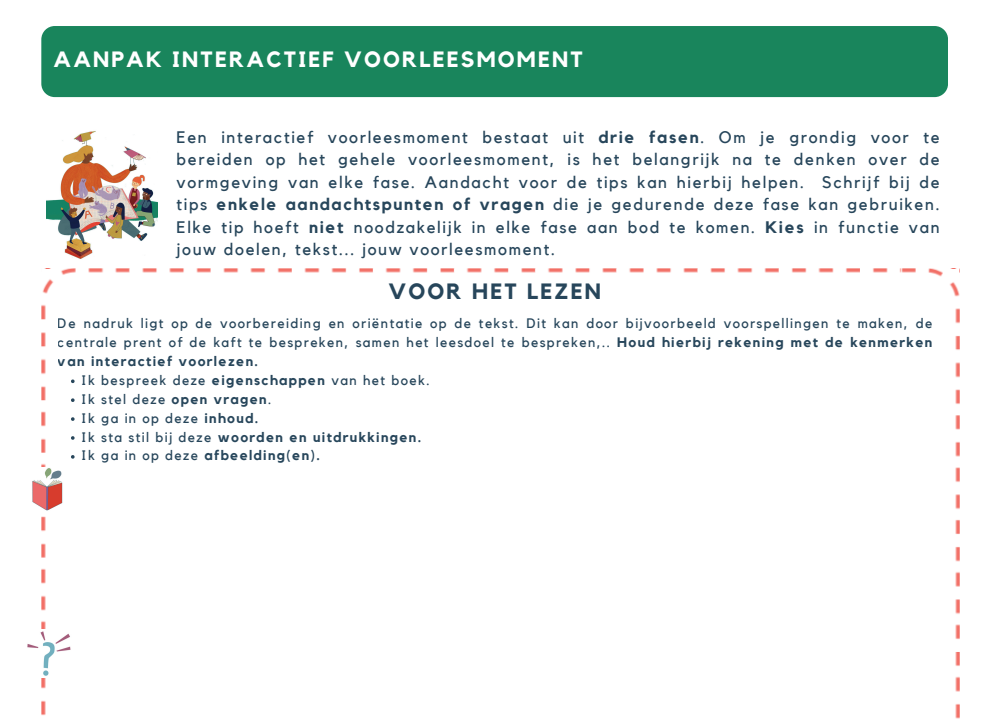 AANPAK INTERACTIEF VOORLEESMOMENT
Een interactief voorleesmoment bestaat uit drie fasen. Om je grondig voor te
bereiden op het gehele voorleesmoment, is het belangrijk na te denken over de
vormgeving van elke fase. Aandacht voor de tips kan hierbij helpen. Schrijf bij de
tips enkele aandachtspunten of vragen die je gedurende deze fase kan gebruiken.
Elke tip hoeft niet noodzakelijk in elke fase aan bod te komen. Kies in functie van
jouw doelen, tekst... jouw voorleesmoment.
VOOR HET LEZEN
De nadruk ligt op de voorbereiding en oriëntatie op de tekst. Dit kan door bijvoorbeeld voorspellingen te maken, de
centrale prent of de kaft te bespreken, samen het leesdoel te bespreken,.. Houd hierbij rekening met de kenmerken
van interactief voorlezen.
• Ik bespreek deze eigenschappen van het boek.
• Ik stel deze open vragen.
• Ik ga in op deze inhoud.
• Ik sta stil bij deze woorden en uitdrukkingen.
• Ik ga in op deze afbeelding(en).
A
?